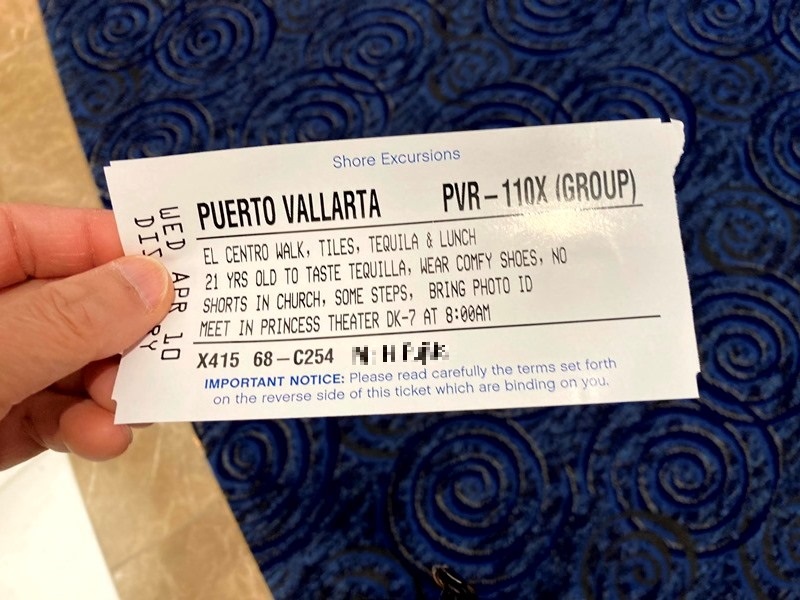 Shore Excursions
PUERTO VALLARTA PVR-110X (GROUP)
EL CENTRO WALK, TILES, TEQUILA & LUNCH
21 YRS OLD TO TASTE TEQUILLA, WEAR COMFY SHOES, NO
SHORTS IN CHURCH, SOME STEPS, BRING PHOTO ID
MEET IN PRINCESS THEATER DK-7 AT 8:00AM
X415 68-C254
IMPORTANT NOTICE: Please read carefully the terms set forth
on the reverse side of this ticket which are binding on you.
WED APR 10